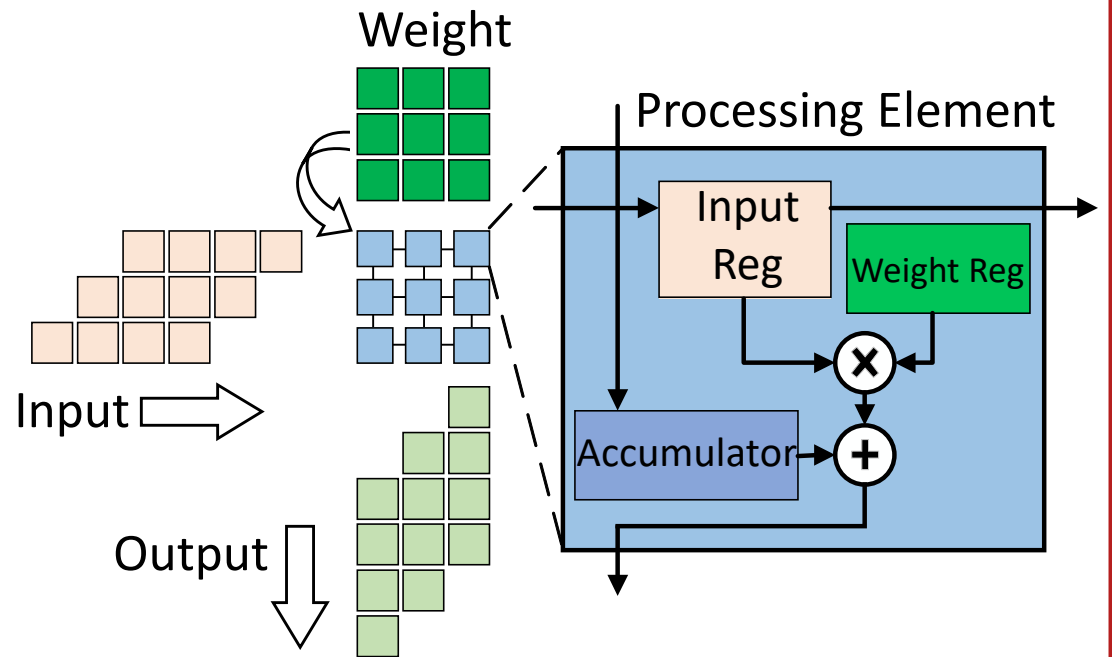 Weight
Processing Element
Input
Reg
Weight Reg
×
Accumulator
+
Input
Output